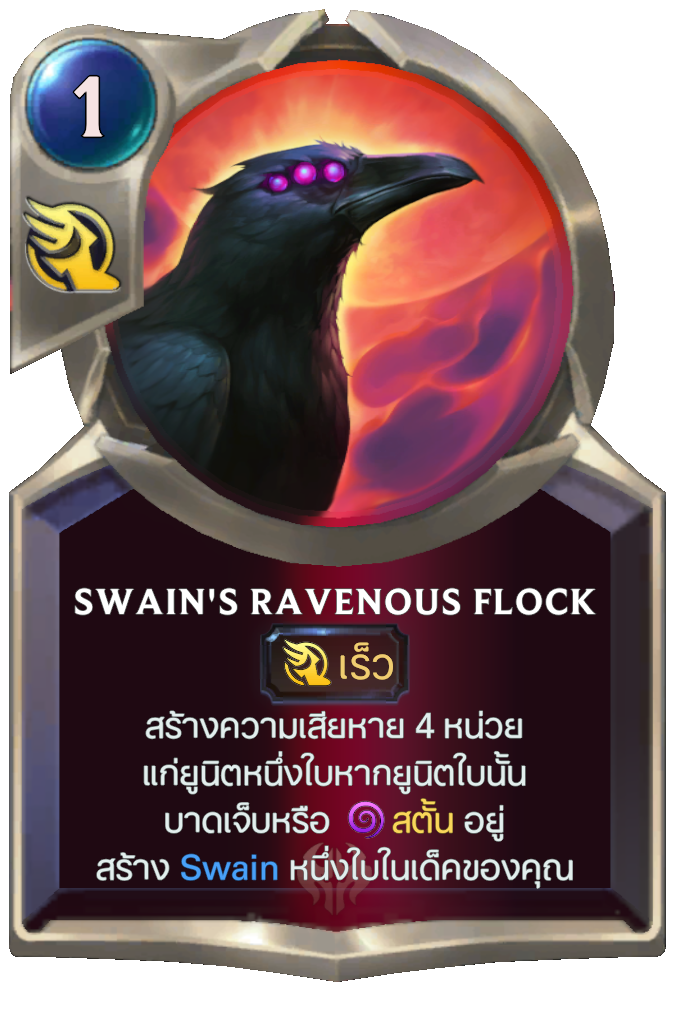 1
SWAIN'S RAVENOUS FLOCK
เร็ว
สร้างความเสียหาย 4 หน่วย
แก่ยูนิตหนึ่งใบหากยูนิตใบนั้น
บาดเจ็บหรือ สตั้น อยู่
สร้าง Swain หนึ่งใบในเด็คของคุณ